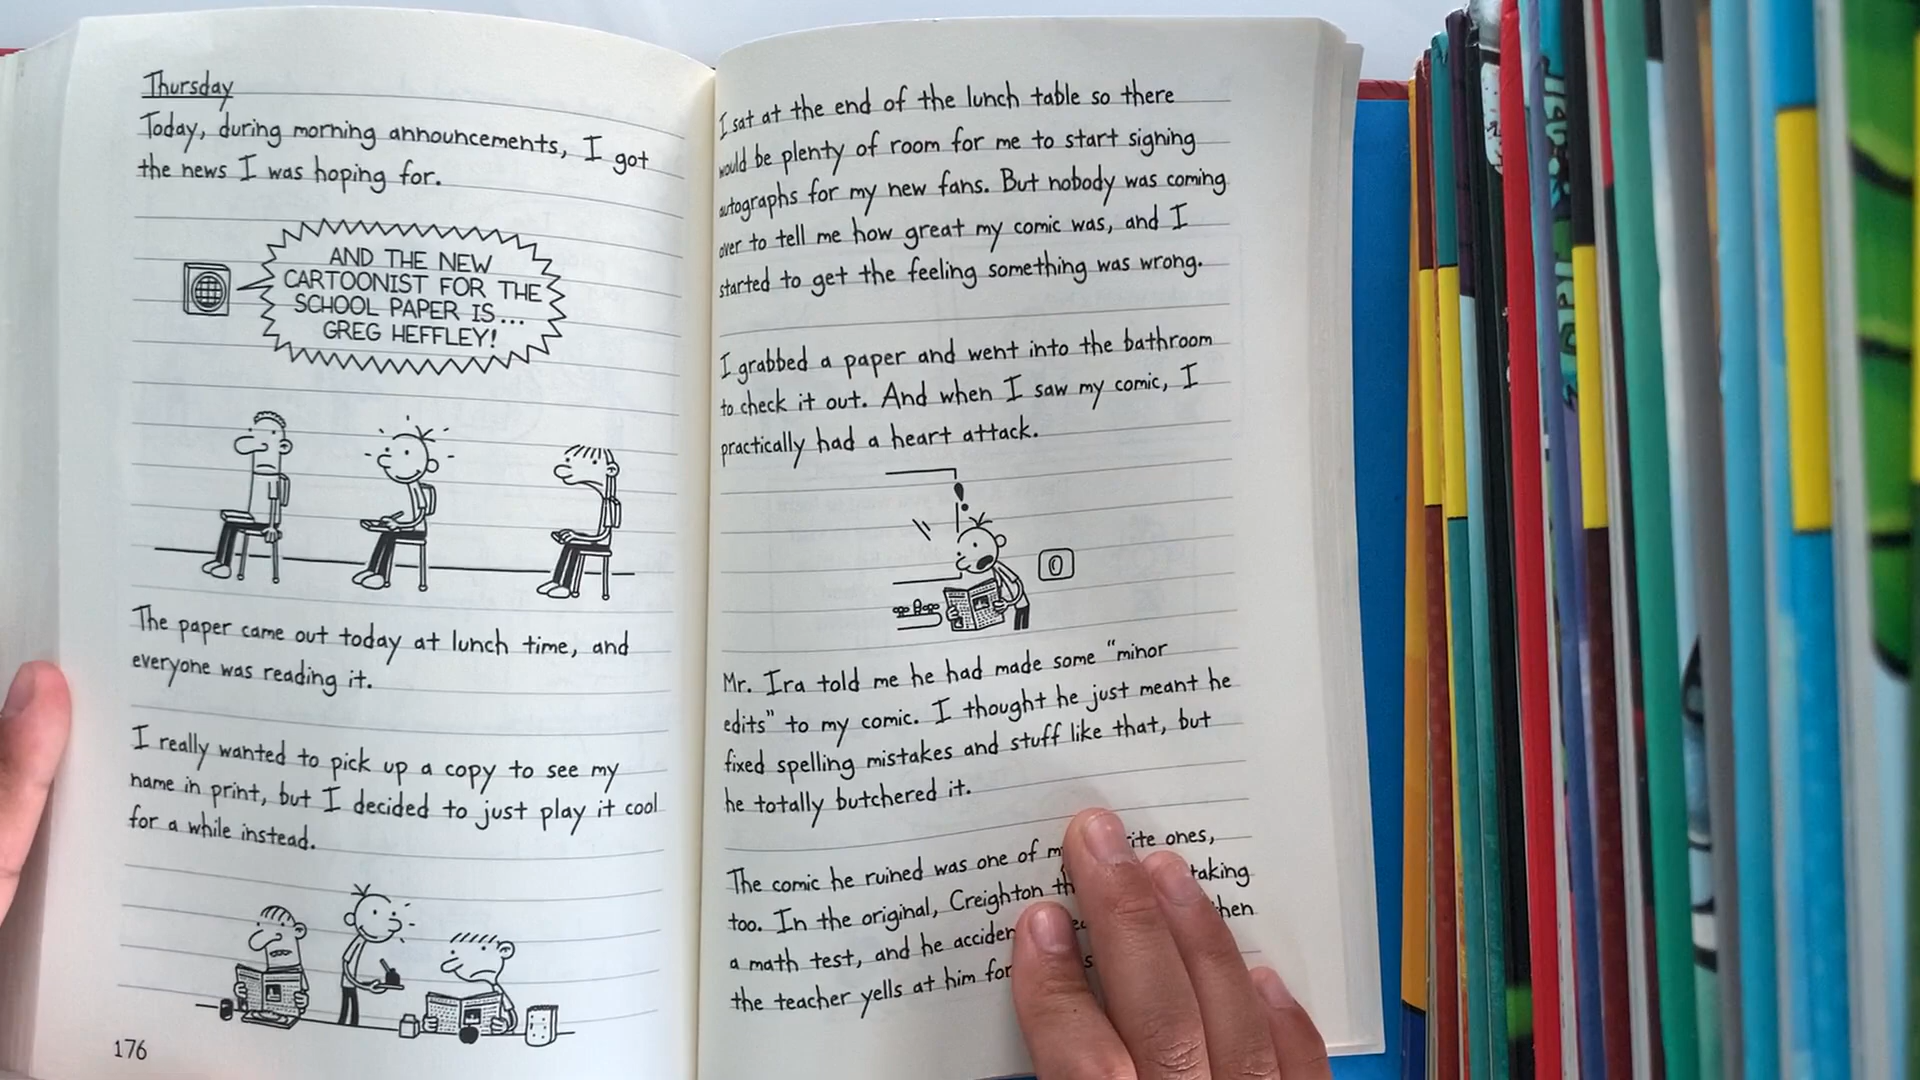 Thursday
Today, during morning announcements, I got
the news I was hoping for.
AND THE NEW
CARTOONIST FOR THE
SCHOOL PAPER IS...
GREG HEFFLEY!
The paper came out today at lunch time, and
everyone was reading it.
I really wanted to pick up a copy to see my
name in print, but I decided to just play it cool
for a while instead.
176
I sat at the end of the lunch table so there
would be plenty of room for me to start signing
autographs for my new fans. But nobody was coming
over to tell me how great my comic was, and I
started to get the feeling something was wrong.
I grabbed a paper and went into the bathroom
to check it out. And when I saw my comic, I
practically had a heart attack.
!
Mr. Ira told me he had made some "minor
edits" to my comic. I thought he just meant he
fixed spelling mistakes and stuff like that, but
he totally butchered it.
The comic he ruined was one of ones,
too. In the original, Creighton taking
a math test, and he
the teacher yells at him for